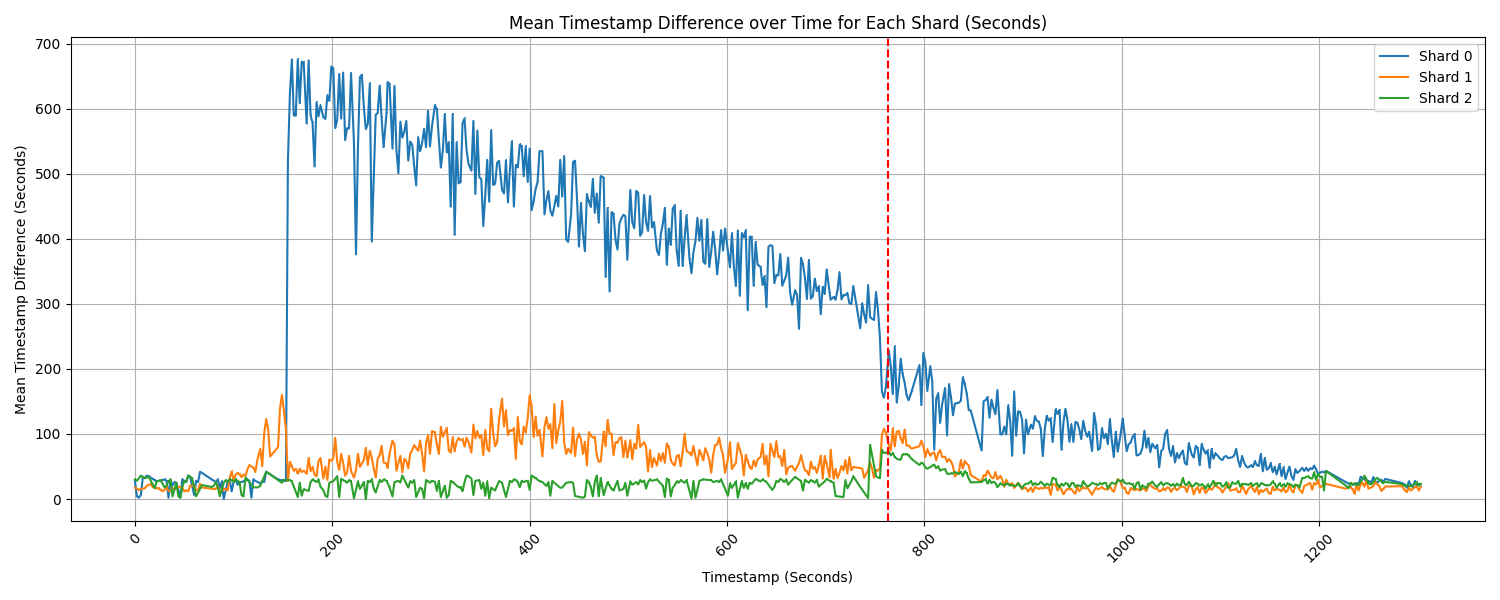 Mean Timestamp Difference over Time for Each Shard (Seconds)
Mean Timestamp Difference (Seconds)
700
600
500
400
300
200
100
0
Shard 0
Shard 1
Shard 2
0
200
400
600
800
1000
1200
Timestamp (Seconds)